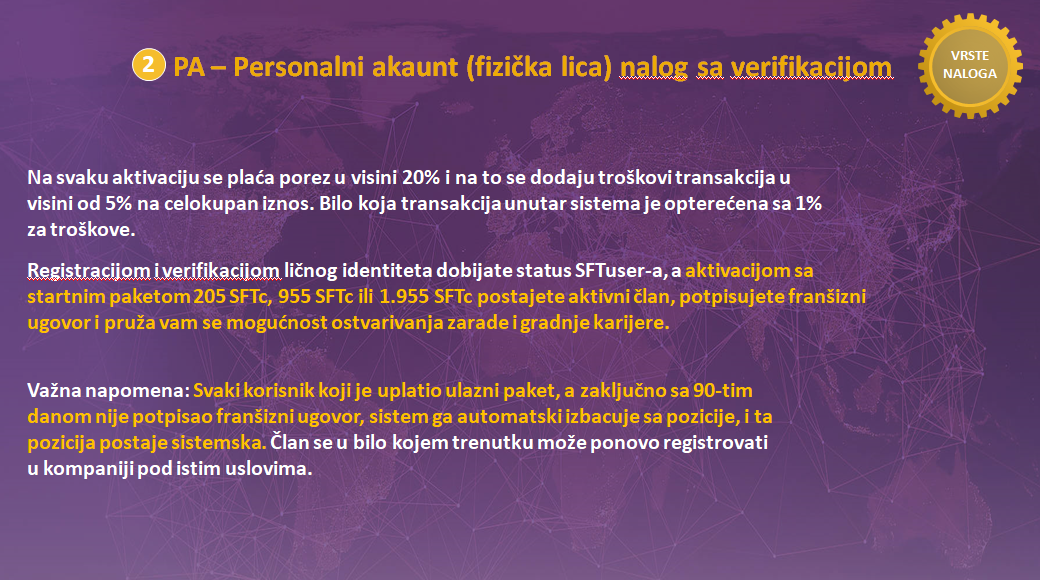 2 PA – Personalni akaunt (fizička lica) nalog sa verifikacijom
VRSTE
NALOGA
Na svaku aktivaciju se plaća porez u visini 20% i na to se dodaju troškovi transakcija u
visini od 5% na celokupan iznos. Bilo koja transakcija unutar sistema je opterećena sa 1%
za troškove.
Registracijom i verifikacijom ličnog identiteta dobijate status SFTuser-a, a aktivacijom sa
startnim paketom 205 SFTc, 955 SFTc ili 1.955 SFTc postajete aktivni član, potpisujete franšizni
ugovor i pruža vam se mogućnost ostvarivanja zarade i gradnje karijere.
Važna napomena: Svaki korisnik koji je uplatio ulazni paket, a zaključno sa 90-tim
danom nije potpisao franšizni ugovor, sistem ga automatski izbacuje sa pozicije, i ta
pozicija postaje sistemska. Član se u bilo kojem trenutku može ponovo registrovati
u kompaniji pod istim uslovima.